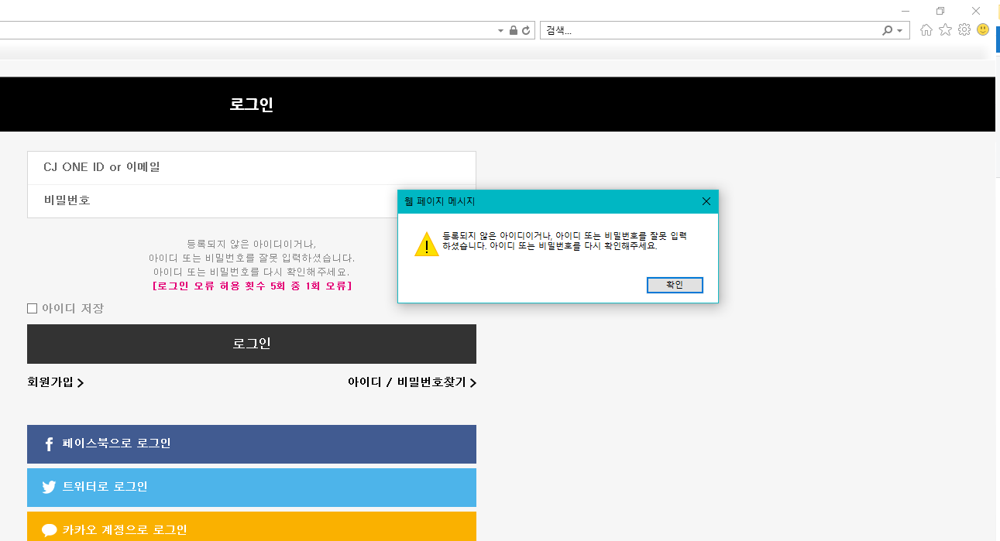 검색...
로그인
CJ ONE ID or 이메일
비밀번호
웹 페이지 메시지
등록되지 않은 아이디이거나, 아이디 또는 비밀번호를 잘못 입력
하셨습니다. 아이디 또는 비밀번호를 다시 확인해주세요.
확인
등록되지 않은 아이디이거나,
아이디 또는 비밀번호를 잘못 입력하셨습니다.
아이디 또는 비밀번호를 다시 확인해주세요.
[로그인 오류 허용 횟수 5회 중 1회 오류]
아이디 저장
로그인
회원가입
아이디 / 비밀번호찾기
페이스북으로 로그인
트위터로 로그인
카카오 계정으로 로그인